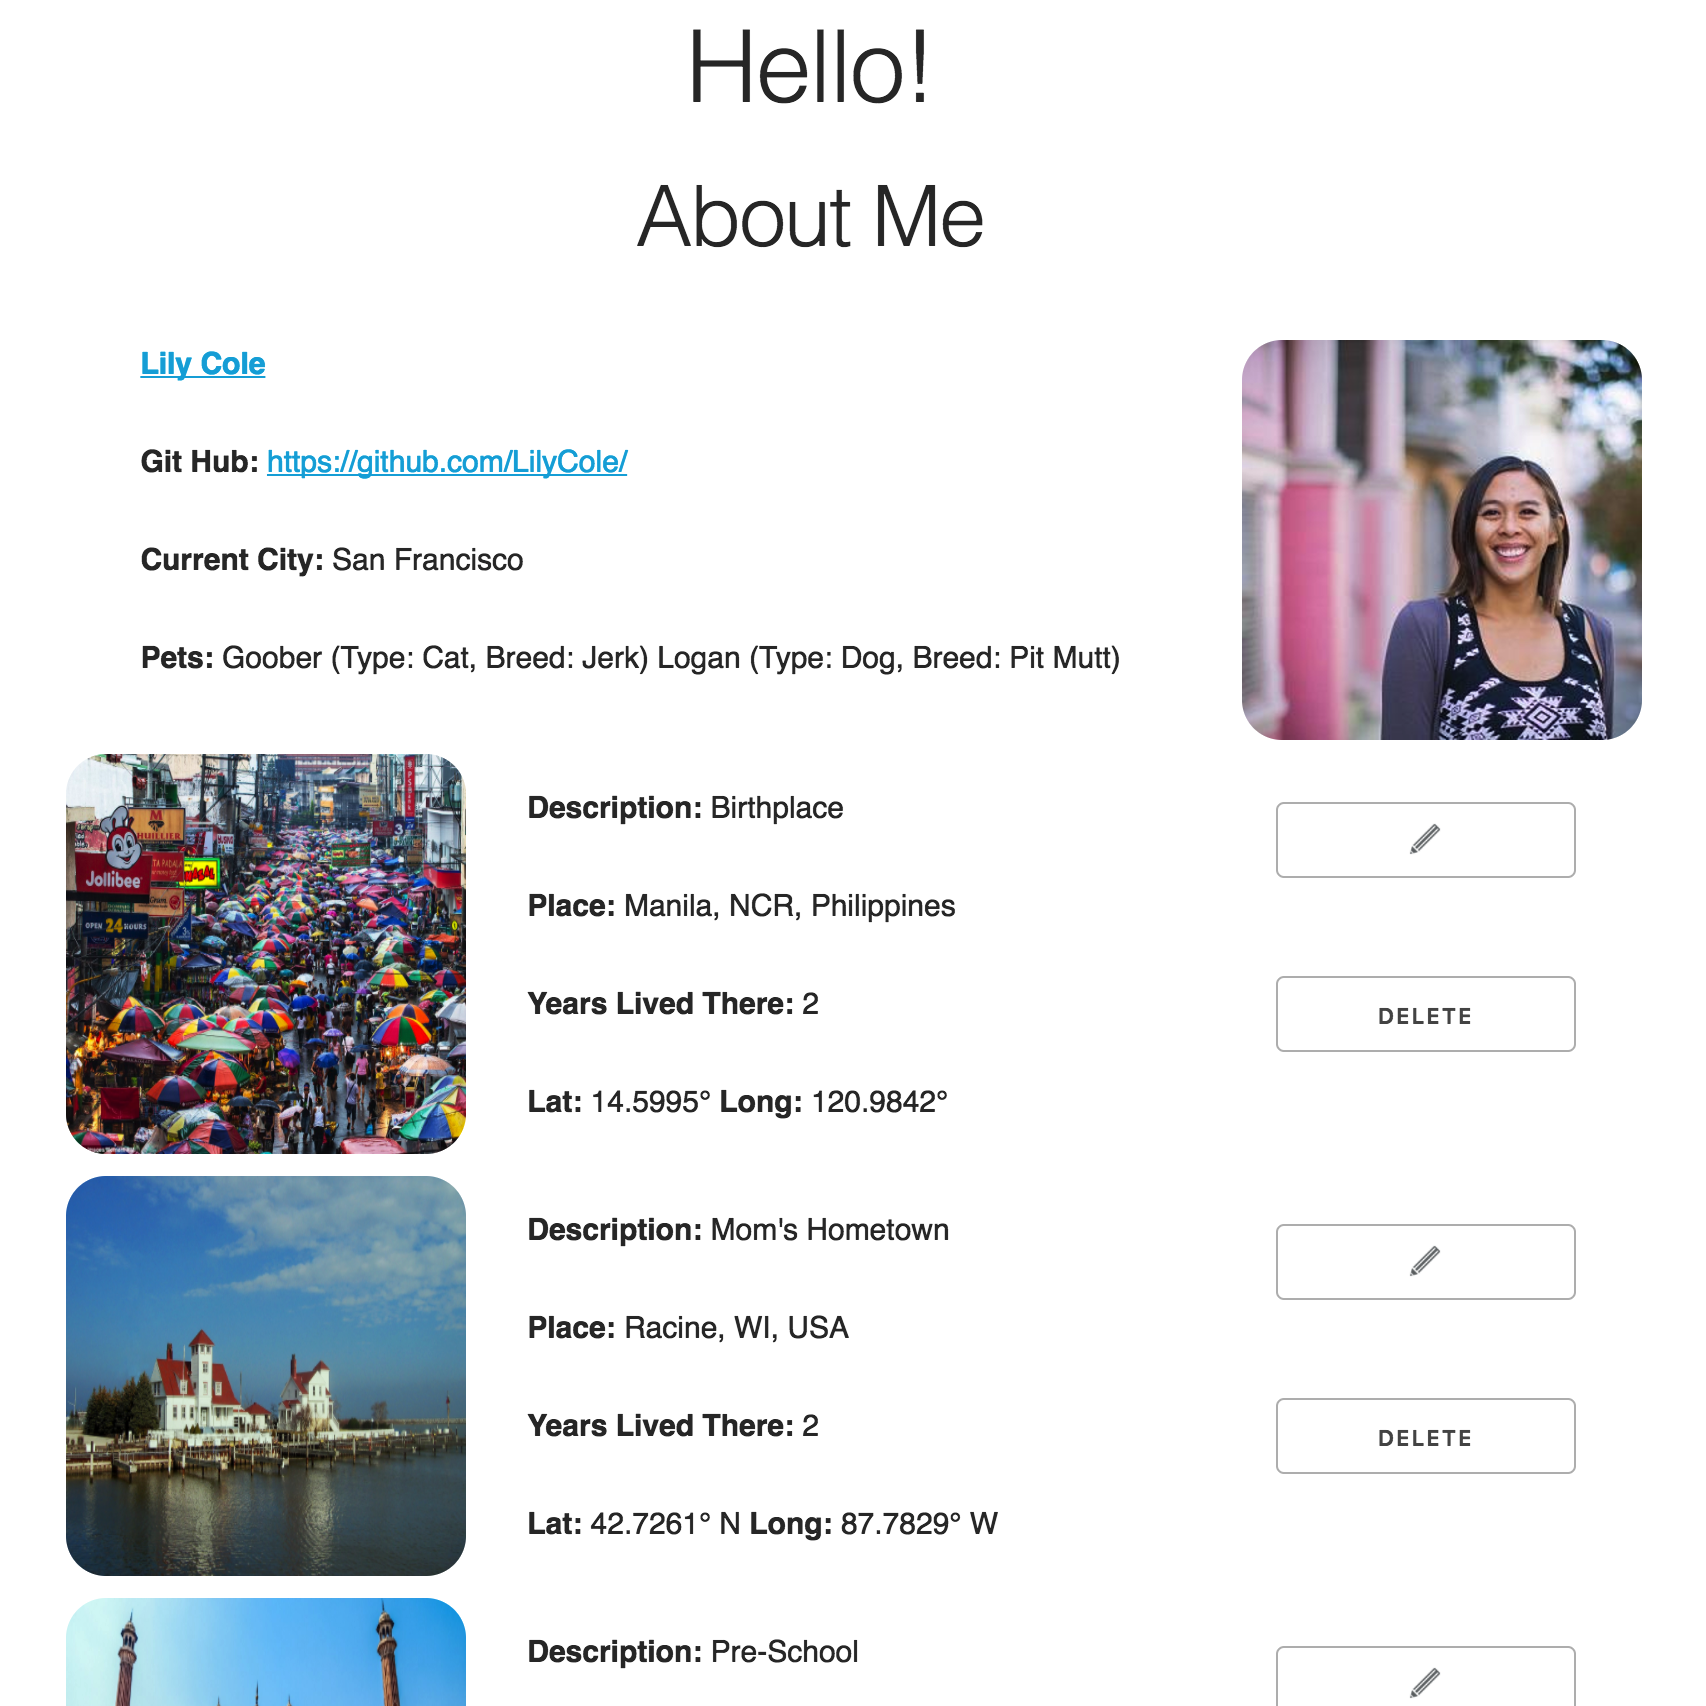 Hello!
About Me
Lily Cole
Git Hub: https://github.com/LilyCole/
Current City: San Francisco
Pets: Goober (Type: Cat, Breed: Jerk) Logan (Type: Dog, Breed: Pit Mutt)
Jollibee
M
HUILLIER
OPEN 24 HOURS
3
Description: Birthplace
Place: Manila, NCR, Philippines
Years Lived There: 2
Lat: 14.5995° Long: 120.9842°
DELETE
Description: Mom's Hometown
Place: Racine, WI, USA
Years Lived There: 2
Lat: 42.7261° N Long: 87.7829° W
DELETE
Description: Pre-School